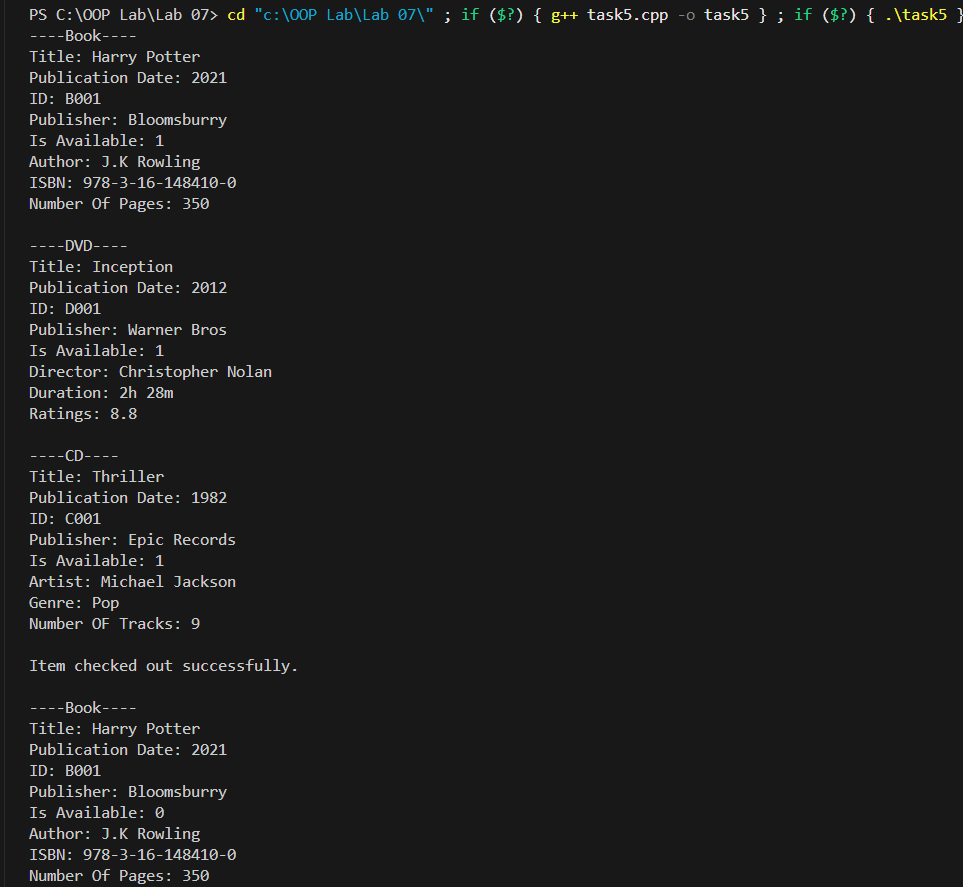 PS C:\OOP Lab\Lab 07> cd "c:\OOP Lab\Lab 07\" ; if ($?) { g++ task5.cpp -o task5 } ; if ($?) { .\task5 }
----Book----
Title: Harry Potter
Publication Date: 2021
ID: B001
Publisher: Bloomsburry
Is Available: 1
Author: J.K Rowling
ISBN: 978-3-16-148410-0
Number Of Pages: 350

----DVD----
Title: Inception
Publication Date: 2012
ID: D001
Publisher: Warner Bros
Is Available: 1
Director: Christopher Nolan
Duration: 2h 28m
Ratings: 8.8

----CD----
Title: Thriller
Publication Date: 1982
ID: C001
Publisher: Epic Records
Is Available: 1
Artist: Michael Jackson
Genre: Pop
Number OF Tracks: 9

Item checked out successfully.

----Book----
Title: Harry Potter
Publication Date: 2021
ID: B001
Publisher: Bloomsburry
Is Available: 0
Author: J.K Rowling
ISBN: 978-3-16-148410-0
Number Of Pages: 350